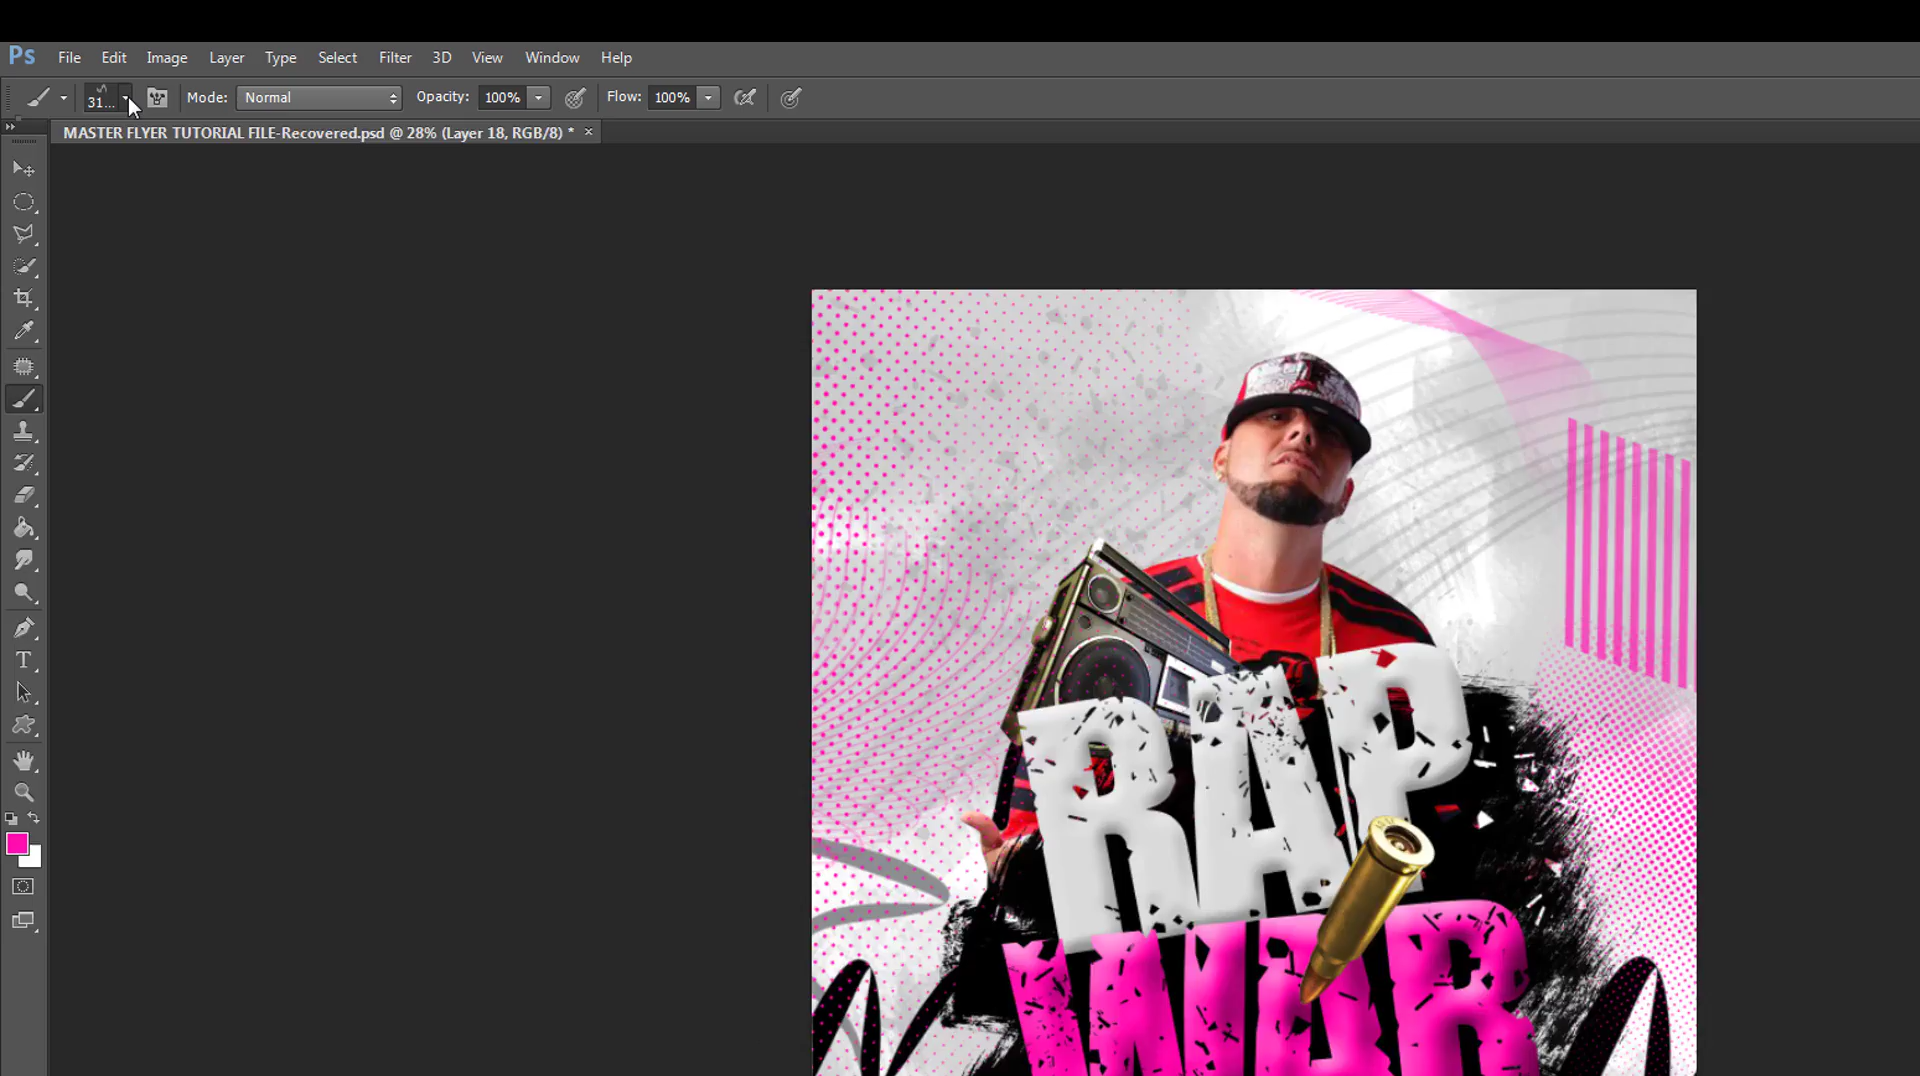 Ps File Edit Image Layer Type Select Filter 3D View Window Help
31... Mode: Normal Opacity: 100% Flow: 100%
MASTER FLYER TUTORIAL FILE-Recovered.psd @ 28% (Layer 18, RGB/8) * ×
T
RAP
WAR